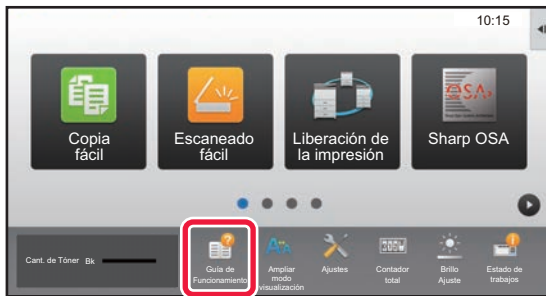 10:15
Copia
fácil
Escaneado
fácil
Liberación de
la impresión
OSA
Sharp OSA
Cant. de Tóner Bk
Guía de
Funcionamiento
Ampliar
modo
visualización
Ajustes
Contador
total
Brillo
Ajuste
Estado de
trabajos